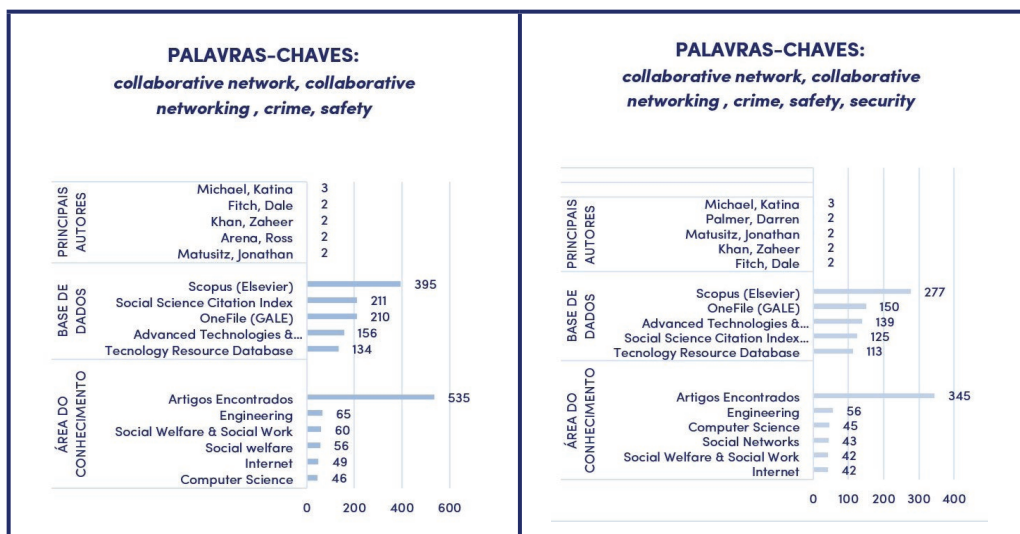 PALAVRAS-CHAVES:
collaborative network, collaborative
networking , crime, safety
PRINCIPAIS
AUTORES
Michael, Katina 3
Fitch, Dale 2
Khan, Zaheer 2
Arena, Ross 2
Matusitz, Jonathan 2
BASE DE
DADOS
Scopus (Elsevier) 395
Social Science Citation Index 211
OneFile (GALE) 210
Advanced Technologies &... 156
Tecnology Resource Database 134
ÁREA DO
CONHECIMENTO
Artigos Encontrados 535
Engineering 65
Social Welfare & Social Work 60
Social welfare 56
Internet 49
Computer Science 46
0 200 400 600
PALAVRAS-CHAVES:
collaborative network, collaborative
networking , crime, safety, security
PRINCIPAIS
AUTORES
Michael, Katina 3
Palmer, Darren 2
Matusitz, Jonathan 2
Khan, Zaheer 2
Fitch, Dale 2
BASE DE
DADOS
Scopus (Elsevier) 277
OneFile (GALE) 150
Advanced Technologies &... 139
Social Science Citation Index... 125
Tecnology Resource Database 113
ÁREA DO
CONHECIMENTO
Artigos Encontrados 345
Engineering 56
Computer Science 45
Social Networks 43
Social Welfare & Social Work 42
Internet 42
0 100 200 300 400